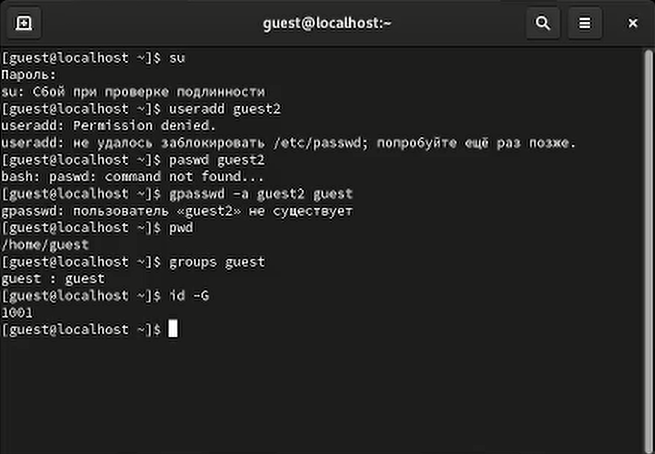 guest@localhost:~
[guest@localhost ~]$ su
Пароль:
su: Сбой при проверке подлинности
[guest@localhost ~]$ useradd guest2
useradd: Permission denied.
useradd: не удалось заблокировать /etc/passwd; попробуйте ещё раз позже.
[guest@localhost ~]$ paswd guest2
bash: paswd: command not found...
[guest@localhost ~]$ gpasswd -a guest2 guest
gpasswd: пользователь «guest2» не существует
[guest@localhost ~]$ pwd
/home/guest
[guest@localhost ~]$ groups guest
guest : guest
[guest@localhost ~]$ id -G
1001
[guest@localhost ~]$